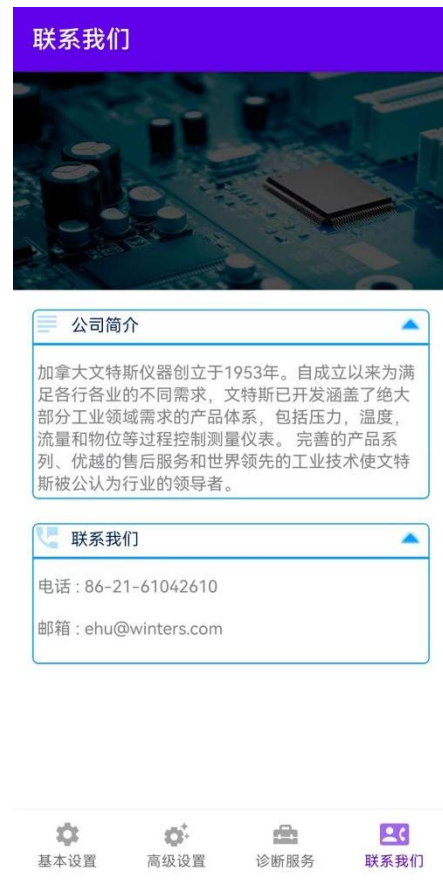 联系我们
公司简介
加拿大文特斯仪器创立于1953年。自成立以来为满
足各行各业的不同需求，文特斯已开发涵盖了绝大
部分工业领域需求的产品体系，包括压力，温度，
流量和物位等过程控制测量仪表。 完善的产品系
列、优越的售后服务和世界领先的工业技术使文特
斯被公认为行业的领导者。
联系我们
电话 : 86-21-61042610
邮箱 : ehu@winters.com
基本设置 高级设置 诊断服务 联系我们